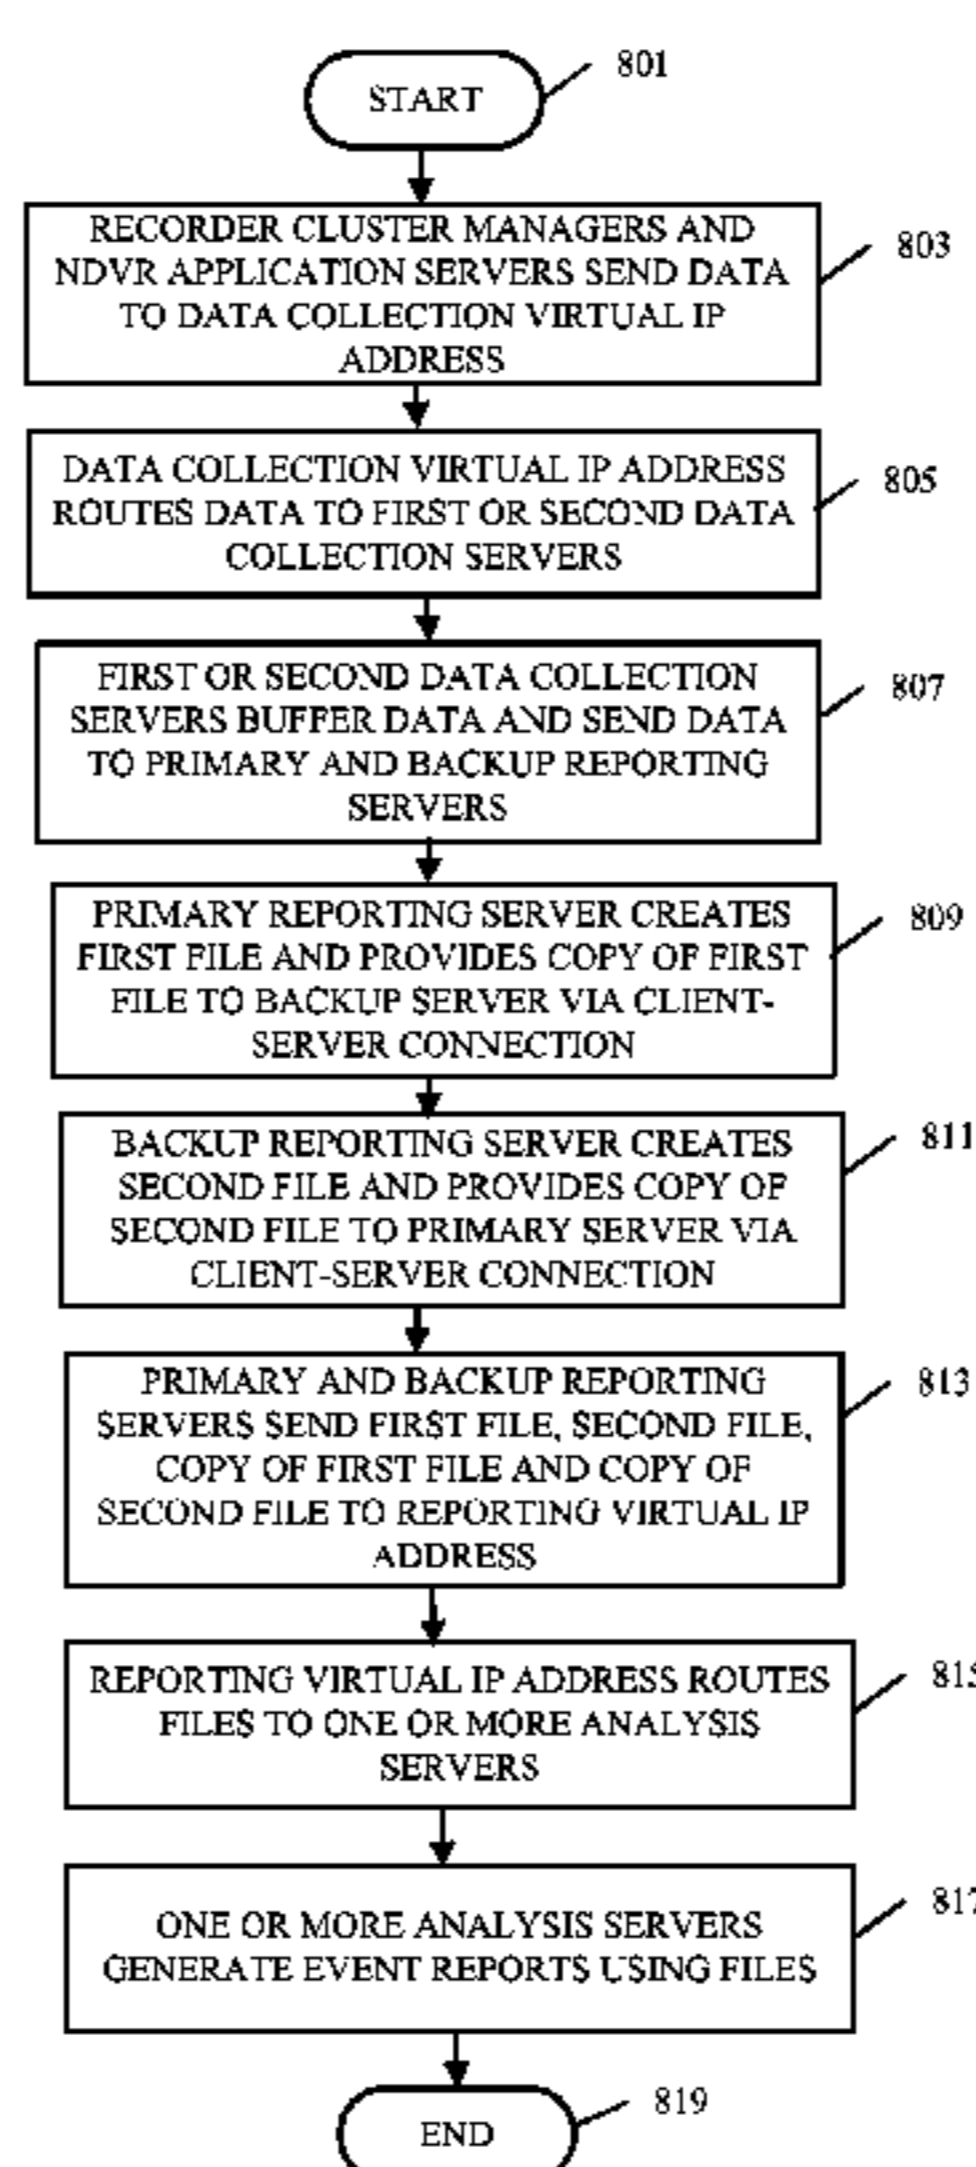 START
801
RECORDER CLUSTER MANAGERS AND
NDVR APPLICATION SERVERS SEND DATA
TO DATA COLLECTION VIRTUAL IP
ADDRESS
803
DATA COLLECTION VIRTUAL IP ADDRESS
ROUTES DATA TO FIRST OR SECOND DATA
COLLECTION SERVERS
805
FIRST OR SECOND DATA COLLECTION
SERVERS BUFFER DATA AND SEND DATA
TO PRIMARY AND BACKUP REPORTING
SERVERS
807
PRIMARY REPORTING SERVER CREATES
FIRST FILE AND PROVIDES COPY OF FIRST
FILE TO BACKUP SERVER VIA CLIENT-
SERVER CONNECTION
809
BACKUP REPORTING SERVER CREATES
SECOND FILE AND PROVIDES COPY OF
SECOND FILE TO PRIMARY SERVER VIA
CLIENT-SERVER CONNECTION
811
PRIMARY AND BACKUP REPORTING
SERVERS SEND FIRST FILE, SECOND FILE,
COPY OF FIRST FILE AND COPY OF
SECOND FILE TO REPORTING VIRTUAL IP
ADDRESS
813
REPORTING VIRTUAL IP ADDRESS ROUTES
FILES TO ONE OR MORE ANALYSIS
SERVERS
815
ONE OR MORE ANALYSIS SERVERS
GENERATE EVENT REPORTS USING FILES
817
END
819